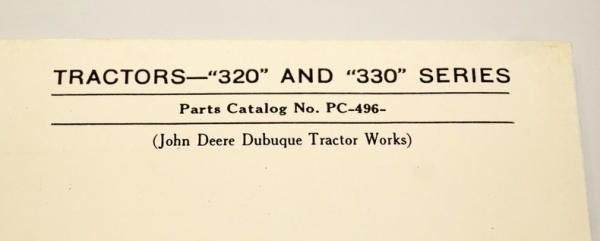 TRACTORS—“320” AND “330” SERIES
Parts Catalog No. PC-496-
(John Deere Dubuque Tractor Works)